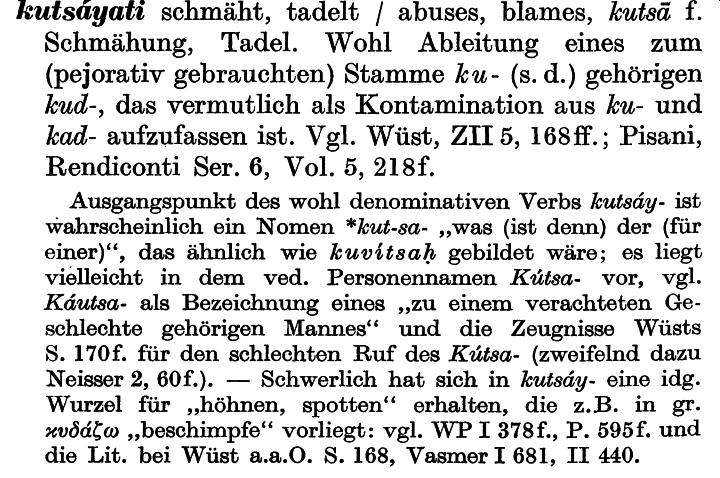 kutsáyati schmäht, tadelt / abuses, blames, kutsā f.
Schmähung, Tadel. Wohl Ableitung eines zum
(pejorativ gebrauchten) Stamme ku- (s. d.) gehörigen
kud-, das vermutlich als Kontamination aus ku- und
kad- aufzufassen ist. Vgl. Wüst, ZII 5, 168ff.; Pisani,
Rendiconti Ser. 6, Vol. 5, 218f.
Ausgangspunkt des wohl denominativen Verbs kutsáy- ist
wahrscheinlich ein Nomen *kut-sa- „was (ist denn) der (für
einer)“, das ähnlich wie kuvítsaḥ gebildet wäre; es liegt
vielleicht in dem ved. Personennamen Kútsa- vor, vgl.
Káutsa- als Bezeichnung eines „zu einem verachteten Ge-
schlechte gehörigen Mannes“ und die Zeugnisse Wüsts
S. 170f. für den schlechten Ruf des Kútsa- (zweifelnd dazu
Neisser 2, 60f.). — Schwerlich hat sich in kutsáy- eine idg.
Wurzel für „höhnen, spotten“ erhalten, die z.B. in gr.
κυδάζω „beschimpfe“ vorliegt: vgl. WP I 378f., P. 595f. und
die Lit. bei Wüst a.a.O. S. 168, Vasmer I 681, II 440.